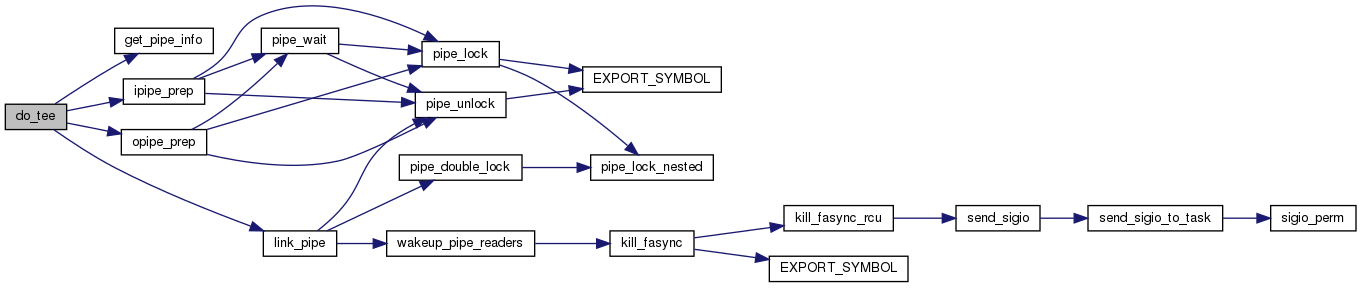 do_tee
get_pipe_info
ipipe_prep
opipe_prep
link_pipe
pipe_wait
pipe_lock
pipe_unlock
pipe_double_lock
wakeup_pipe_readers
EXPORT_SYMBOL
pipe_lock_nested
kill_fasync
kill_fasync_rcu
EXPORT_SYMBOL
send_sigio
send_sigio_to_task
sigio_perm